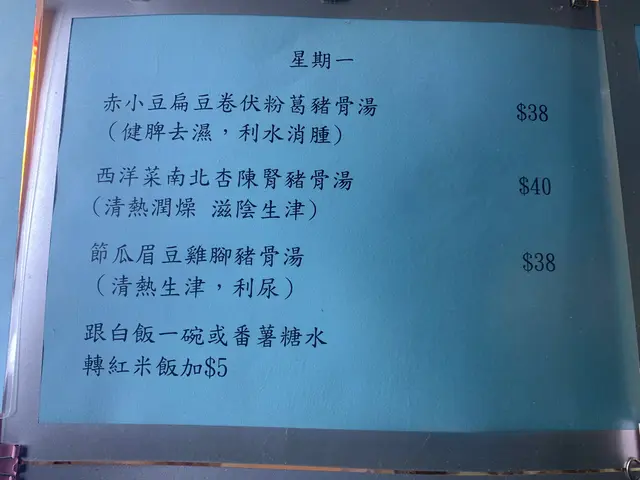 星期一
赤小豆扁豆卷伏粉葛豬骨湯 $38
(健脾去濕，利水消腫)
西洋菜南北杏陳腎豬骨湯 $40
(清熱潤燥 滋陰生津)
節瓜眉豆雞腳豬骨湯 $38
(清熱生津，利尿)
跟白飯一碗或番薯糖水
轉紅米飯加$5